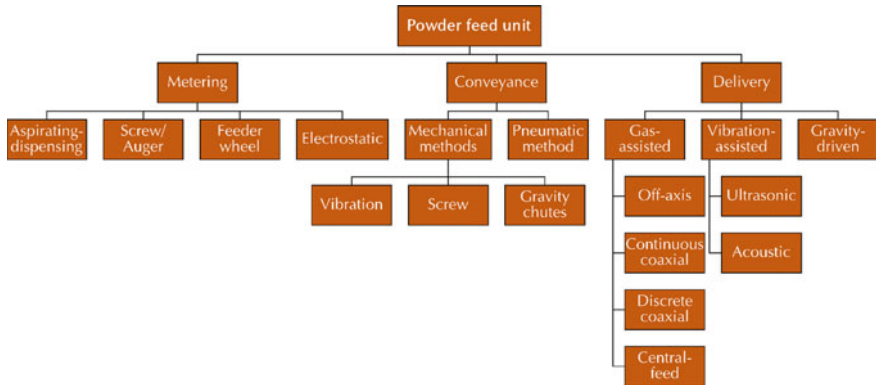 Powder feed unit
Metering
Conveyance
Delivery
Aspirating-
dispensing
Screw/
Auger
Feeder
wheel
Electrostatic
Mechanical
methods
Pneumatic
method
Gas-
assisted
Vibration-
assisted
Gravity-
driven
Vibration
Screw
Gravity
chutes
Off-axis
Ultrasonic
Continuous
coaxial
Acoustic
Discrete
coaxial
Central-
feed